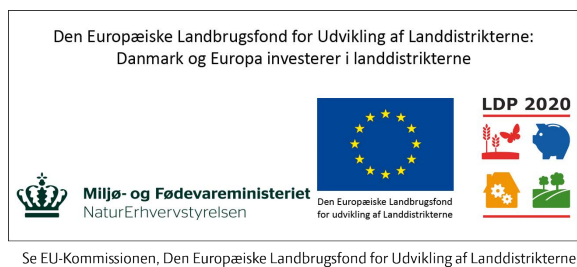 Den Europæiske Landbrugsfond for Udvikling af Landdistrikterne:
Danmark og Europa investerer i landdistrikterne
LDP 2020
Miljø- og Fødevareministeriet
NaturErhvervstyrelsen
Den Europæiske Landbrugsfond
for udvikling af Landdistrikterne
Se EU-Kommissionen, Den Europæiske Landbrugsfond for Udvikling af Landdistrikterne